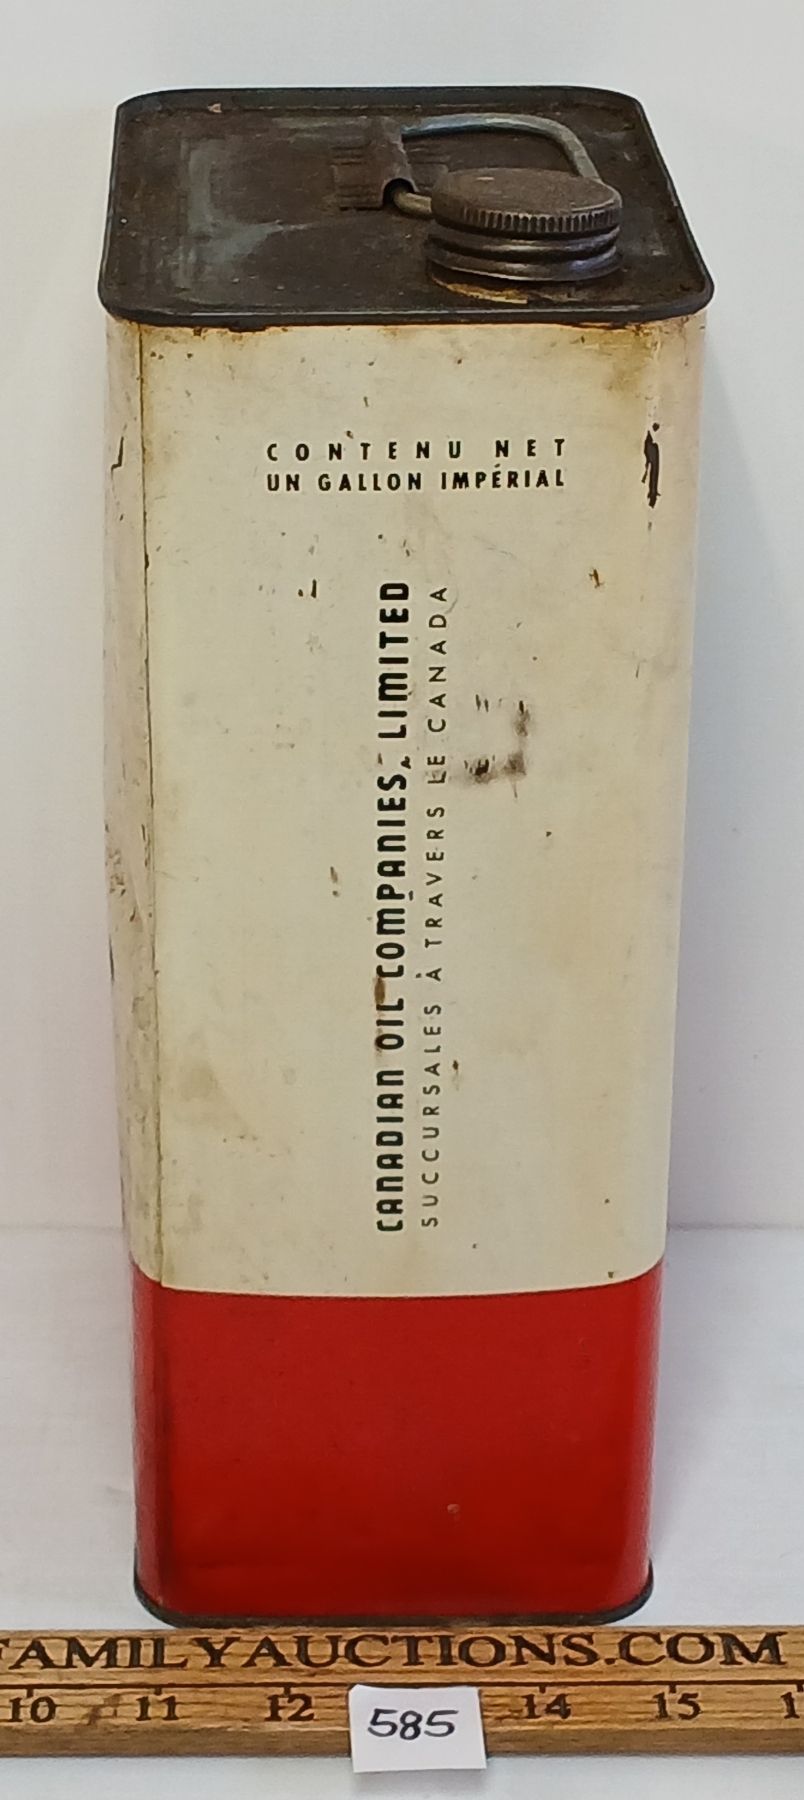 CONTENU NET
UN GALLON IMPÉRIAL
CANADIAN OIL COMPANIES, LIMITED
SUCCURSALES À TRAVERS LE CANADA
FAMILYAUCTIONS.COM
10 11 12 14 15
585